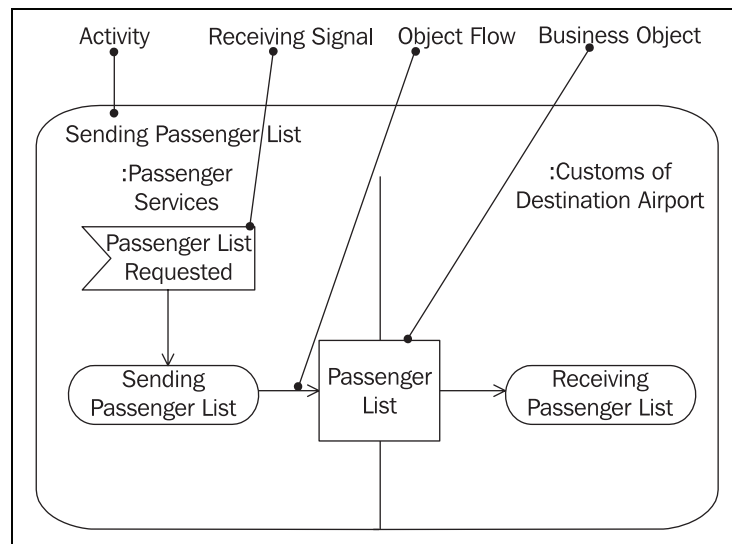 Activity
Receiving Signal
Object Flow
Business Object
Sending Passenger List
:Passenger
Services
:Customs of
Destination Airport
Passenger List
Requested
Sending
Passenger List
Passenger
List
Receiving
Passenger List